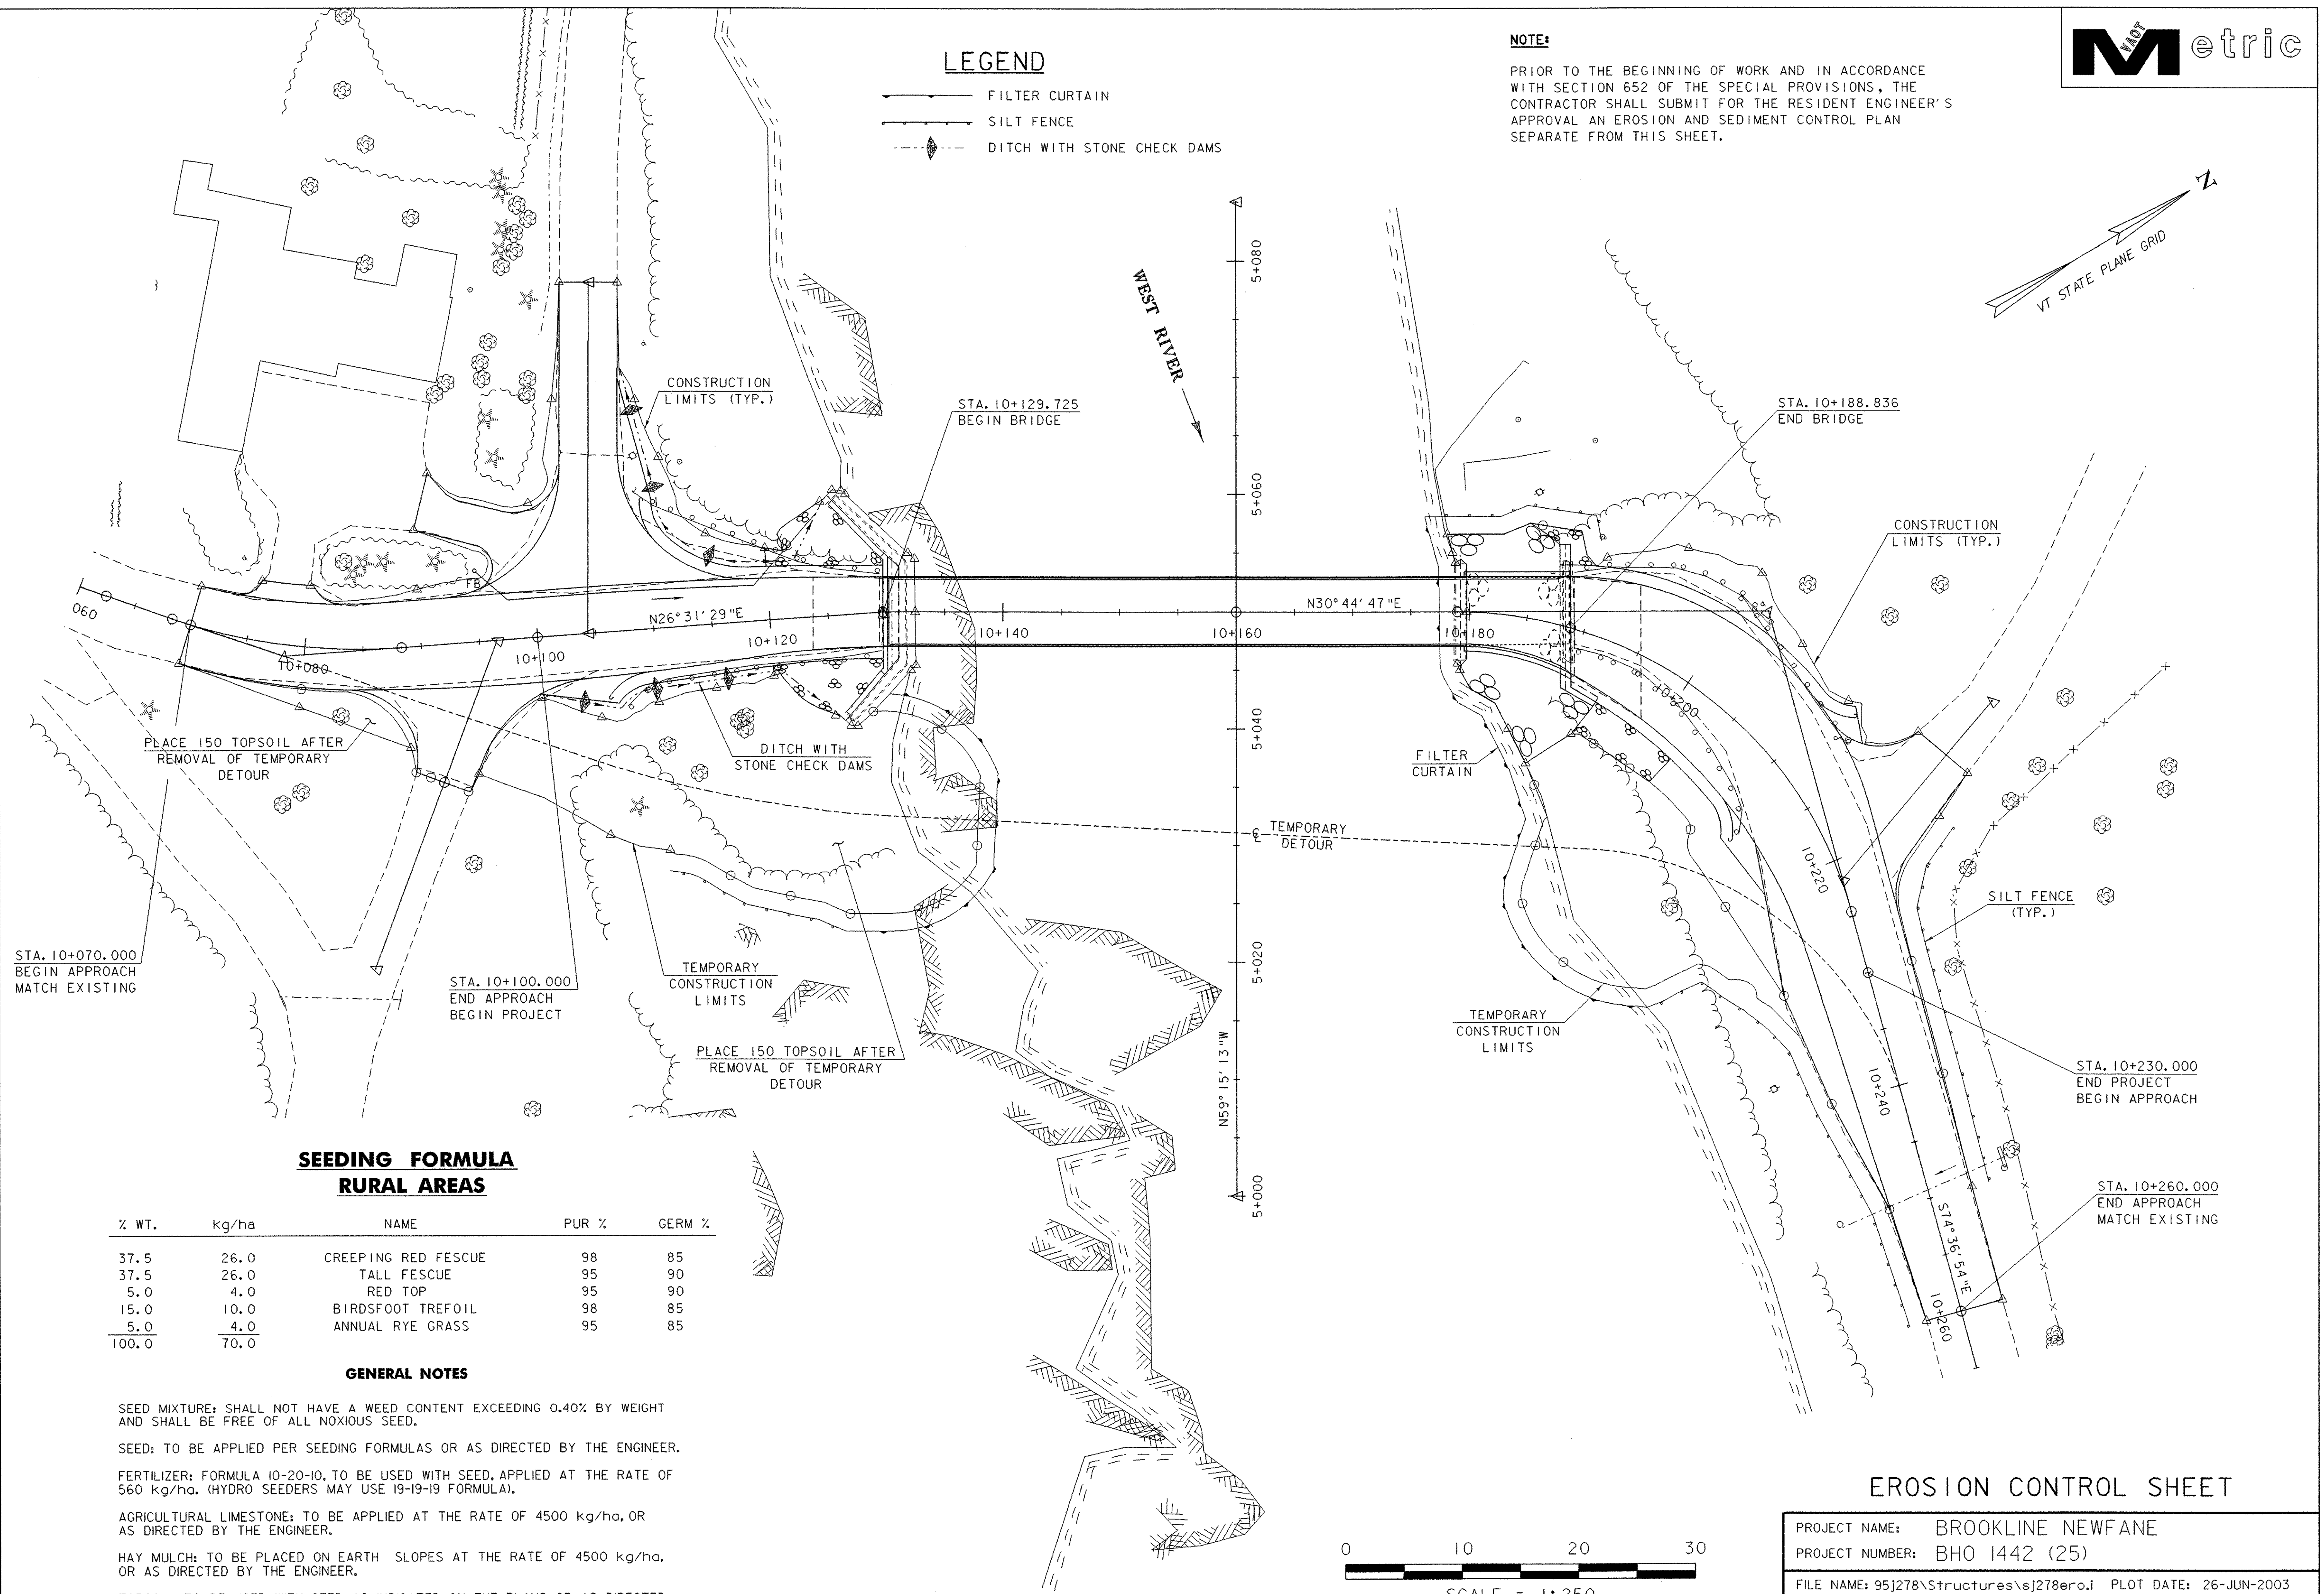 LEGEND
FILTER CURTAIN
SILT FENCE
DITCH WITH STONE CHECK DAMS
NOTE:
PRIOR TO THE BEGINNING OF WORK AND IN ACCORDANCE
WITH SECTION 652 OF THE SPECIAL PROVISIONS, THE
CONTRACTOR SHALL SUBMIT FOR THE RESIDENT ENGINEER'S
APPROVAL AN EROSION AND SEDIMENT CONTROL PLAN
SEPARATE FROM THIS SHEET.
VAOT
Metric
N
VT STATE PLANE GRID
5+080
WEST RIVER
CONSTRUCTION
LIMITS (TYP.)
STA. 10+129.725
BEGIN BRIDGE
STA. 10+188.836
END BRIDGE
5+060
CONSTRUCTION
LIMITS (TYP.)
FB
060
N26°31'29"E
N30°44'47"E
10+080
10+100
10+120
10+140
10+160
10+180
10+200
5+040
PLACE 150 TOPSOIL AFTER
REMOVAL OF TEMPORARY
DETOUR
DITCH WITH
STONE CHECK DAMS
FILTER
CURTAIN
TEMPORARY
DETOUR
10+220
SILT FENCE
(TYP.)
STA. 10+070.000
BEGIN APPROACH
MATCH EXISTING
STA. 10+100.000
END APPROACH
BEGIN PROJECT
TEMPORARY
CONSTRUCTION
LIMITS
5+020
TEMPORARY
CONSTRUCTION
LIMITS
PLACE 150 TOPSOIL AFTER
REMOVAL OF TEMPORARY
DETOUR
N59°15'13"W
10+240
STA. 10+230.000
END PROJECT
BEGIN APPROACH
5+000
STA. 10+260.000
END APPROACH
MATCH EXISTING
S74°36'54"E
10+260
SEEDING FORMULA
RURAL AREAS
% WT. kg/ha NAME PUR % GERM %
37.5 26.0 CREEPING RED FESCUE 98 85
37.5 26.0 TALL FESCUE 95 90
5.0 4.0 RED TOP 95 90
15.0 10.0 BIRDSFOOT TREFOIL 98 85
5.0 4.0 ANNUAL RYE GRASS 95 85
100.0 70.0
GENERAL NOTES
SEED MIXTURE: SHALL NOT HAVE A WEED CONTENT EXCEEDING 0.40% BY WEIGHT
AND SHALL BE FREE OF ALL NOXIOUS SEED.
SEED: TO BE APPLIED PER SEEDING FORMULAS OR AS DIRECTED BY THE ENGINEER.
FERTILIZER: FORMULA 10-20-10, TO BE USED WITH SEED, APPLIED AT THE RATE OF
560 kg/ha. (HYDRO SEEDERS MAY USE 19-19-19 FORMULA).
AGRICULTURAL LIMESTONE: TO BE APPLIED AT THE RATE OF 4500 kg/ha, OR
AS DIRECTED BY THE ENGINEER.
HAY MULCH: TO BE PLACED ON EARTH SLOPES AT THE RATE OF 4500 kg/ha,
OR AS DIRECTED BY THE ENGINEER.
0 10 20 30
SCALE = 1:250
EROSION CONTROL SHEET
PROJECT NAME: BROOKLINE NEWFANE
PROJECT NUMBER: BHO 1442 (25)
FILE NAME: 95j278\Structures\sj278ero.i PLOT DATE: 26-JUN-2003